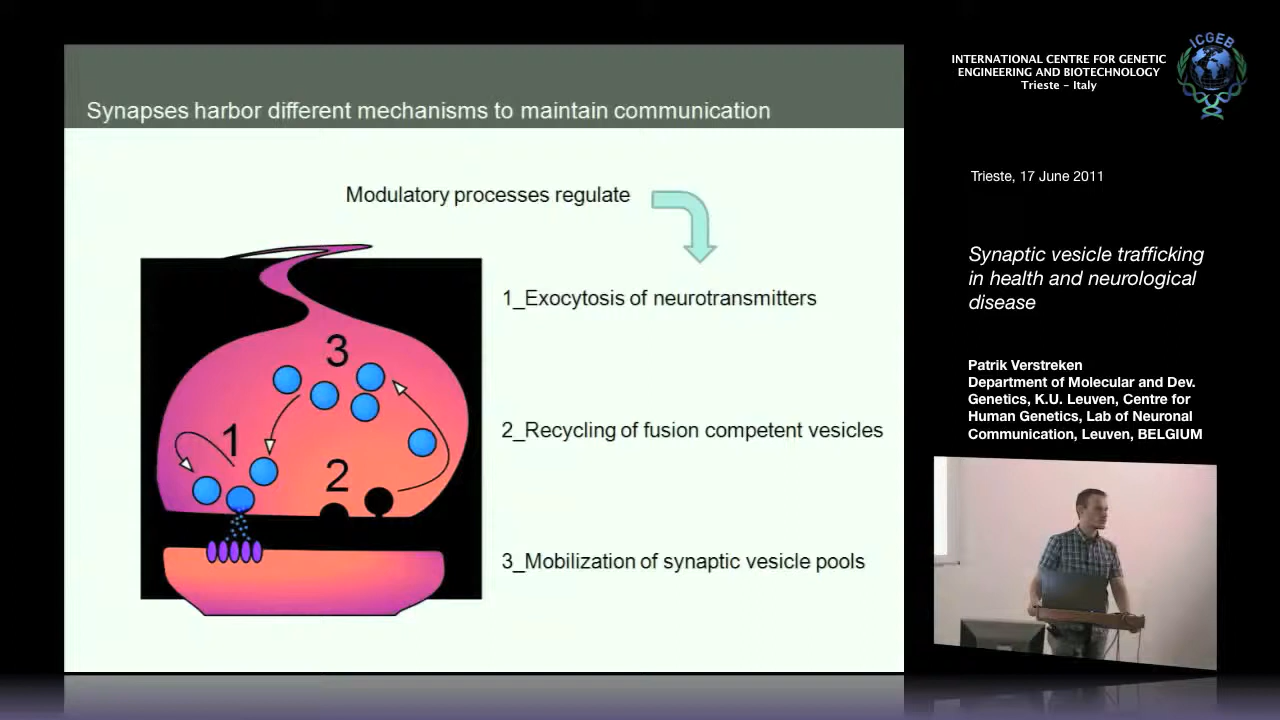 Synapses harbor different mechanisms to maintain communication
Modulatory processes regulate
1_Exocytosis of neurotransmitters
2_Recycling of fusion competent vesicles
3_Mobilization of synaptic vesicle pools
3
1
2
INTERNATIONAL CENTRE FOR GENETIC
ENGINEERING AND BIOTECHNOLOGY
Trieste - Italy
ICGEB
Trieste, 17 June 2011
Synaptic vesicle trafficking
in health and neurological
disease
Patrik Verstreken
Department of Molecular and Dev.
Genetics, K.U. Leuven, Centre for
Human Genetics, Lab of Neuronal
Communication, Leuven, BELGIUM